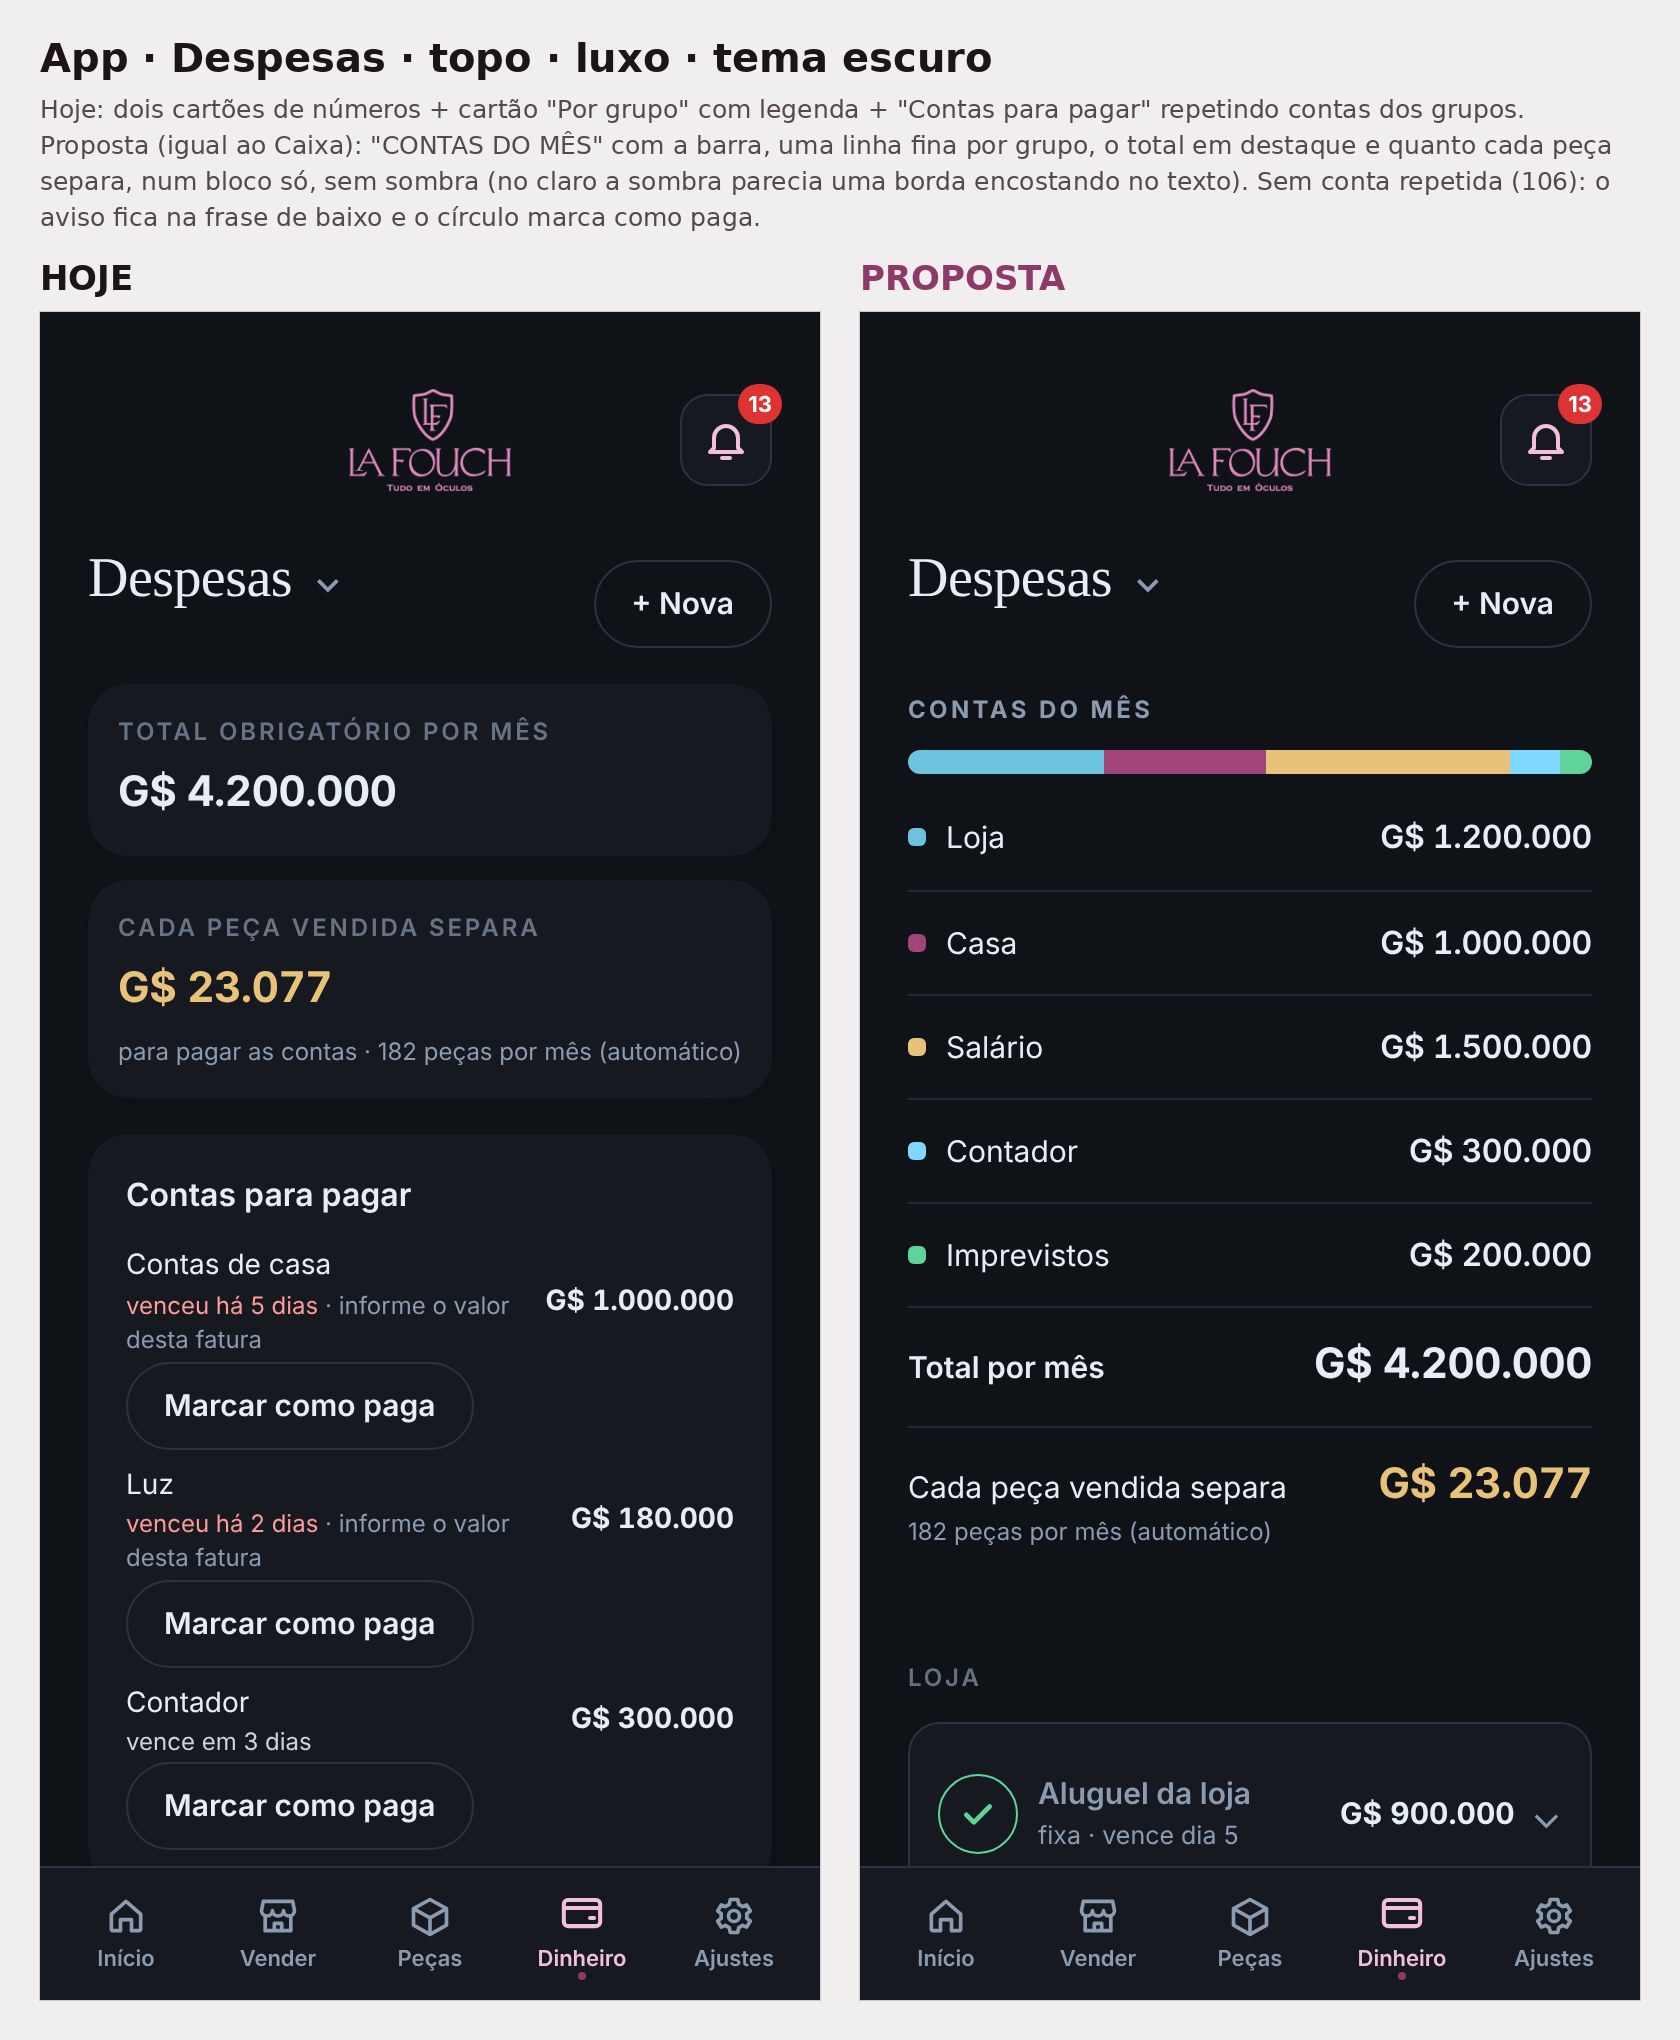 App · Despesas · topo · luxo · tema escuro
Hoje: dois cartões de números + cartão "Por grupo" com legenda + "Contas para pagar" repetindo contas dos grupos.
Proposta (igual ao Caixa): "CONTAS DO MÊS" com a barra, uma linha fina por grupo, o total em destaque e quanto cada peça
separa, num bloco só, sem sombra (no claro a sombra parecia uma borda encostando no texto). Sem conta repetida (106): o
aviso fica na frase de baixo e o círculo marca como paga.
HOJE
LF
13
LA FOUCH
TUDO EM ÓCULOS
Despesas
+ Nova
TOTAL OBRIGATÓRIO POR MÊS
G$ 4.200.000
CADA PEÇA VENDIDA SEPARA
G$ 23.077
para pagar as contas · 182 peças por mês (automático)
Contas para pagar
Contas de casa
venceu há 5 dias · informe o valor
desta fatura
G$ 1.000.000
Marcar como paga
Luz
venceu há 2 dias · informe o valor
desta fatura
G$ 180.000
Marcar como paga
Contador
vence em 3 dias
G$ 300.000
Marcar como paga
Início
Vender
Peças
Dinheiro
Ajustes
PROPOSTA
LF
13
LA FOUCH
TUDO EM ÓCULOS
Despesas
+ Nova
CONTAS DO MÊS
Loja G$ 1.200.000
Casa G$ 1.000.000
Salário G$ 1.500.000
Contador G$ 300.000
Imprevistos G$ 200.000
Total por mês G$ 4.200.000
Cada peça vendida separa G$ 23.077
182 peças por mês (automático)
LOJA
Aluguel da loja
fixa · vence dia 5
G$ 900.000
Início
Vender
Peças
Dinheiro
Ajustes